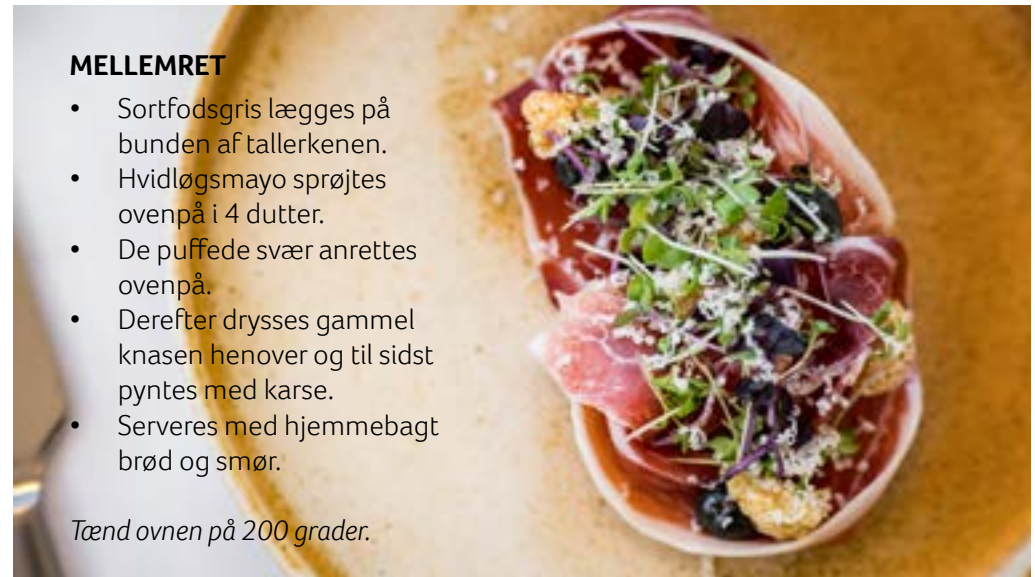 MELLEMRET
• Sortfodsgris lægges på
bunden af tallerkenen.
• Hvidløgsmayo sprøjtes
ovenpå i 4 dutter.
• De puffede svær anrettes
ovenpå.
• Derefter drysses gammel
knasen henover og til sidst
pyntes med karse.
• Serveres med hjemmebagt
brød og smør.
Tænd ovnen på 200 grader.